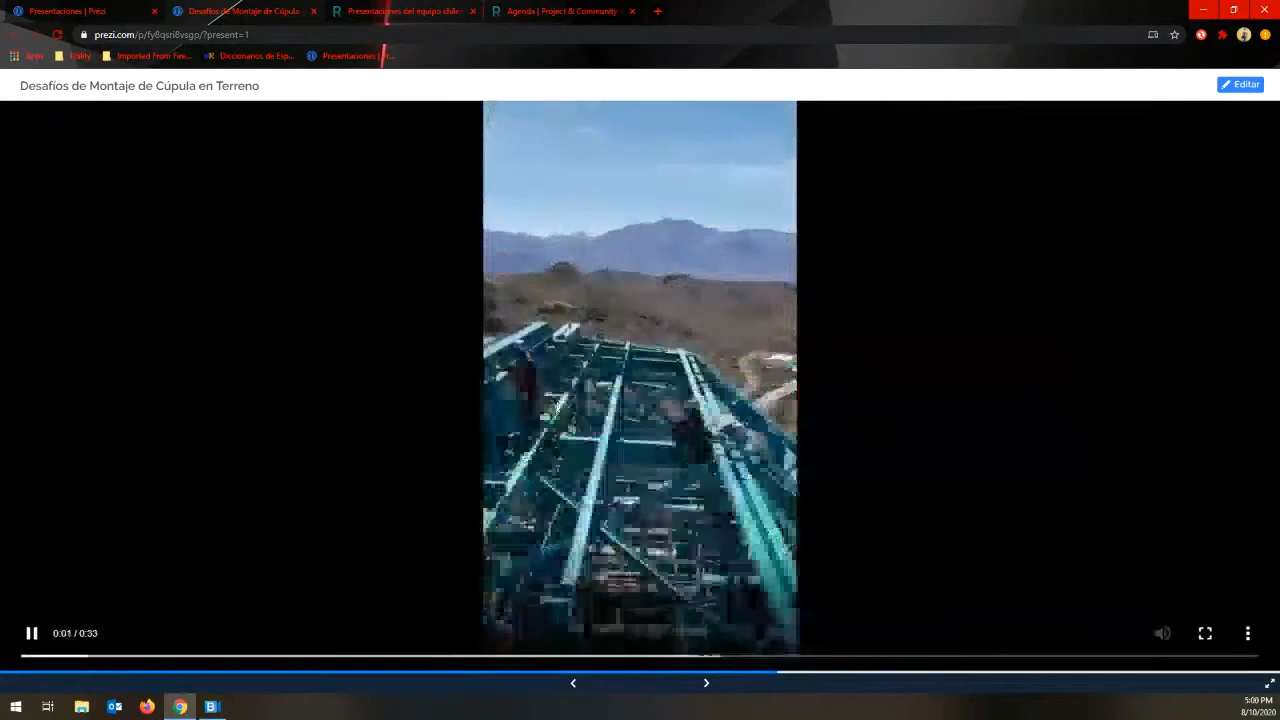 Presentaciones | Prezi
Desafíos de Montaje de Cúpula
Presentaciones del equipo chile
Agenda | Project & Community
prezi.com/p/fy8qsri8vsgp/?present=1
Apps
Imported From Fire...
Diccionarios de Esp...
Presentaciones |
Desafíos de Montaje de Cúpula en Terreno
Editar
0:01 / 0:33
5:00 PM
8/10/2020